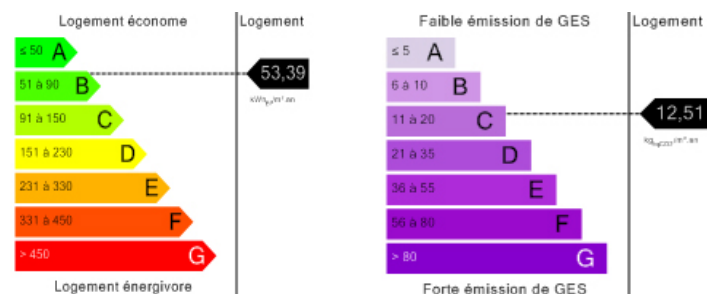 Logement économe
Logement
≤ 50 A
51 à 90 B
91 à 150 C
151 à 230 D
231 à 330 E
331 à 450 F
> 450 G
53,39
Logement énergivore
Faible émission de GES
Logement
≤ 5 A
6 à 10 B
11 à 20 C
21 à 35 D
36 à 55 E
56 à 80 F
> 80 G
12,51
Forte émission de GES